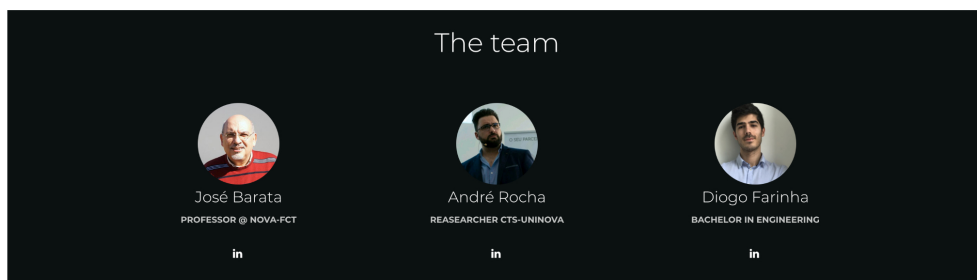 The team
José Barata
PROFESSOR @ NOVA-FCT
in
André Rocha
REASEARCHER CTS-UNINOVA
in
Diogo Farinha
BACHELOR IN ENGINEERING
in